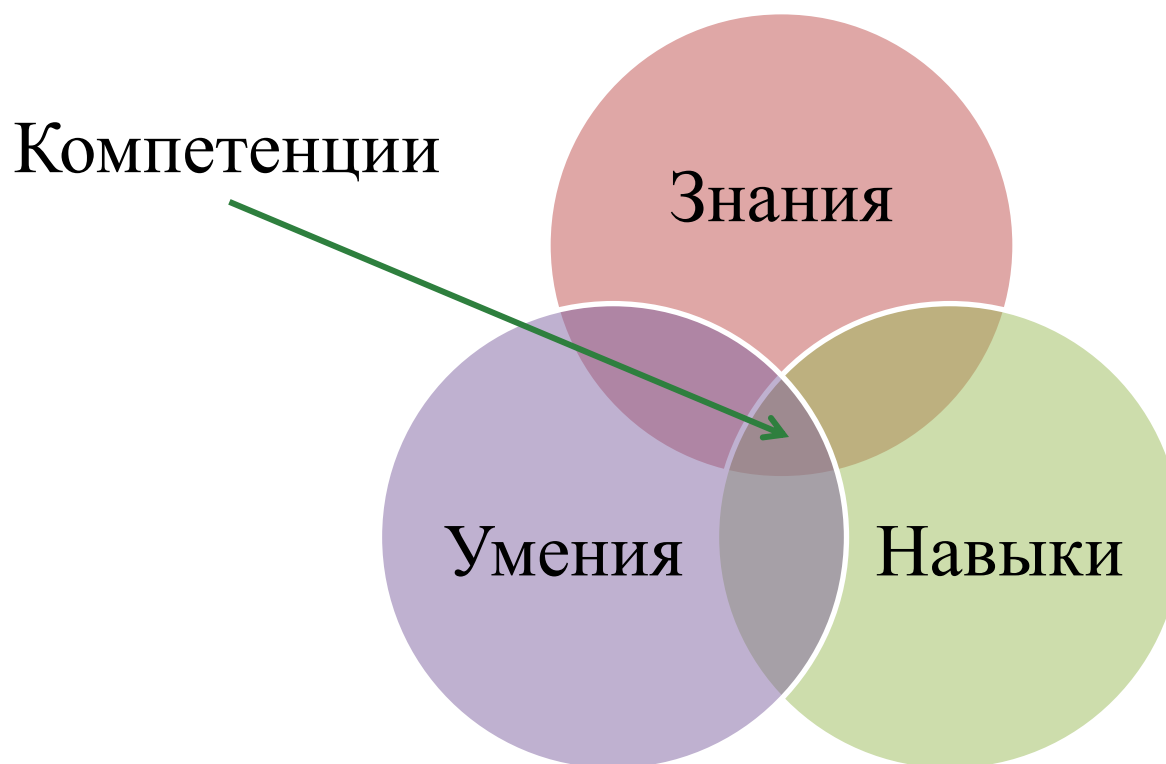 Компетенции
Знания
Умения
Навыки